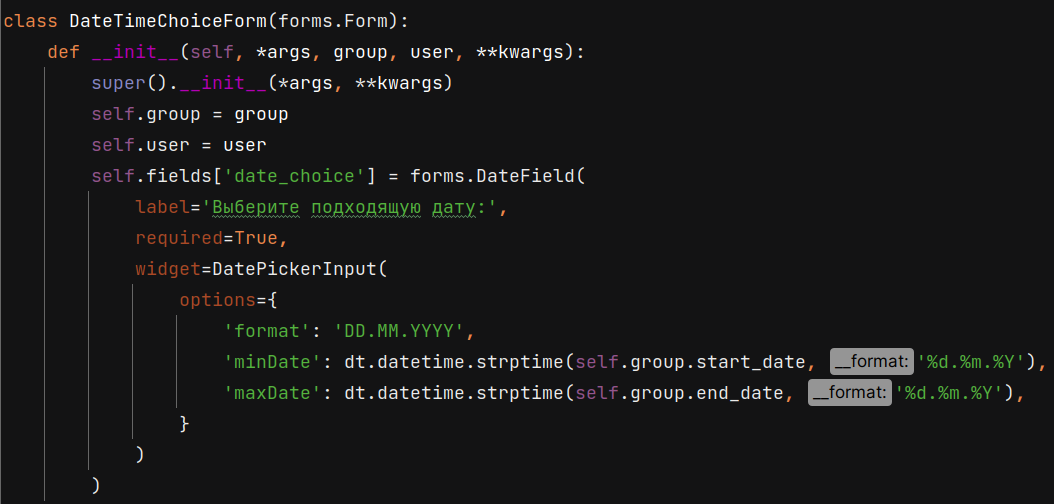 class DateTimeChoiceForm(forms.Form):
def __init__(self, *args, group, user, **kwargs):
super().__init__(*args, **kwargs)
self.group = group
self.user = user
self.fields['date_choice'] = forms.DateField(
label='Выберите подходящую дату:',
required=True,
widget=DatePickerInput(
options={
'format': 'DD.MM.YYYY',
'minDate': dt.datetime.strptime(self.group.start_date, __format: '%d.%m.%Y'),
'maxDate': dt.datetime.strptime(self.group.end_date, __format: '%d.%m.%Y'),
}
)
)